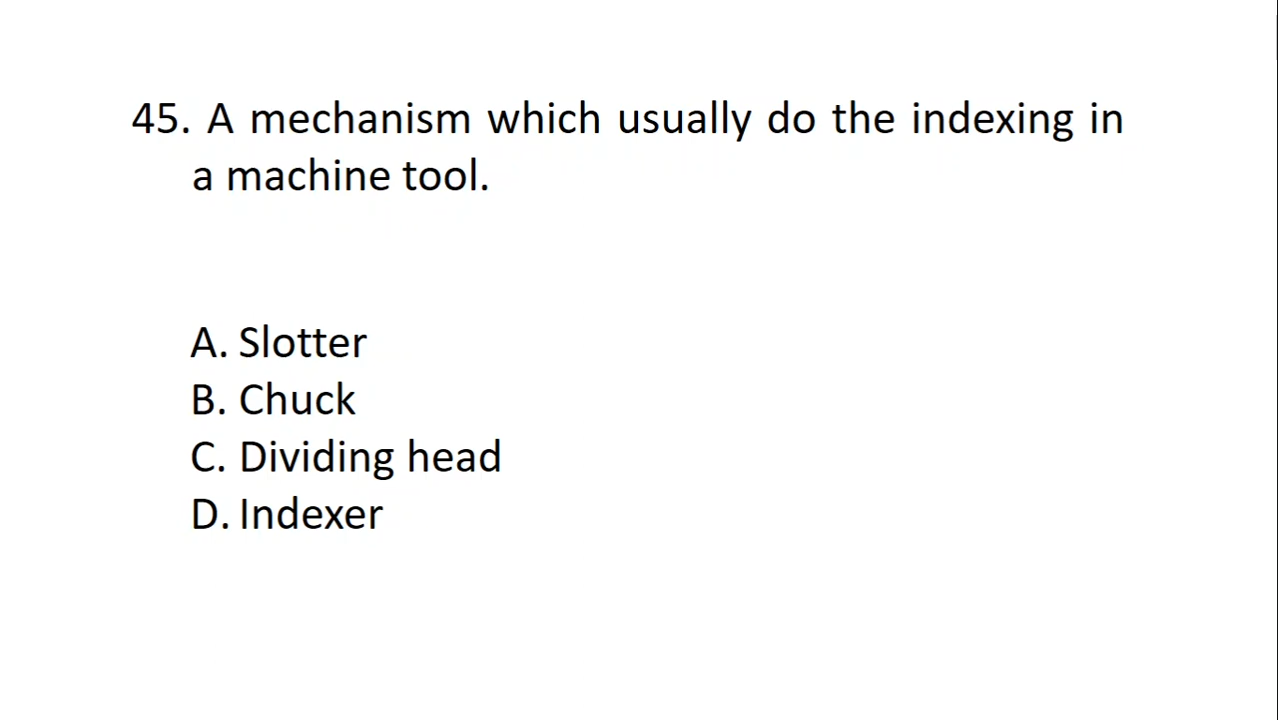 45. A mechanism which usually do the indexing in
a machine tool.
A. Slotter
B. Chuck
C. Dividing head
D. Indexer